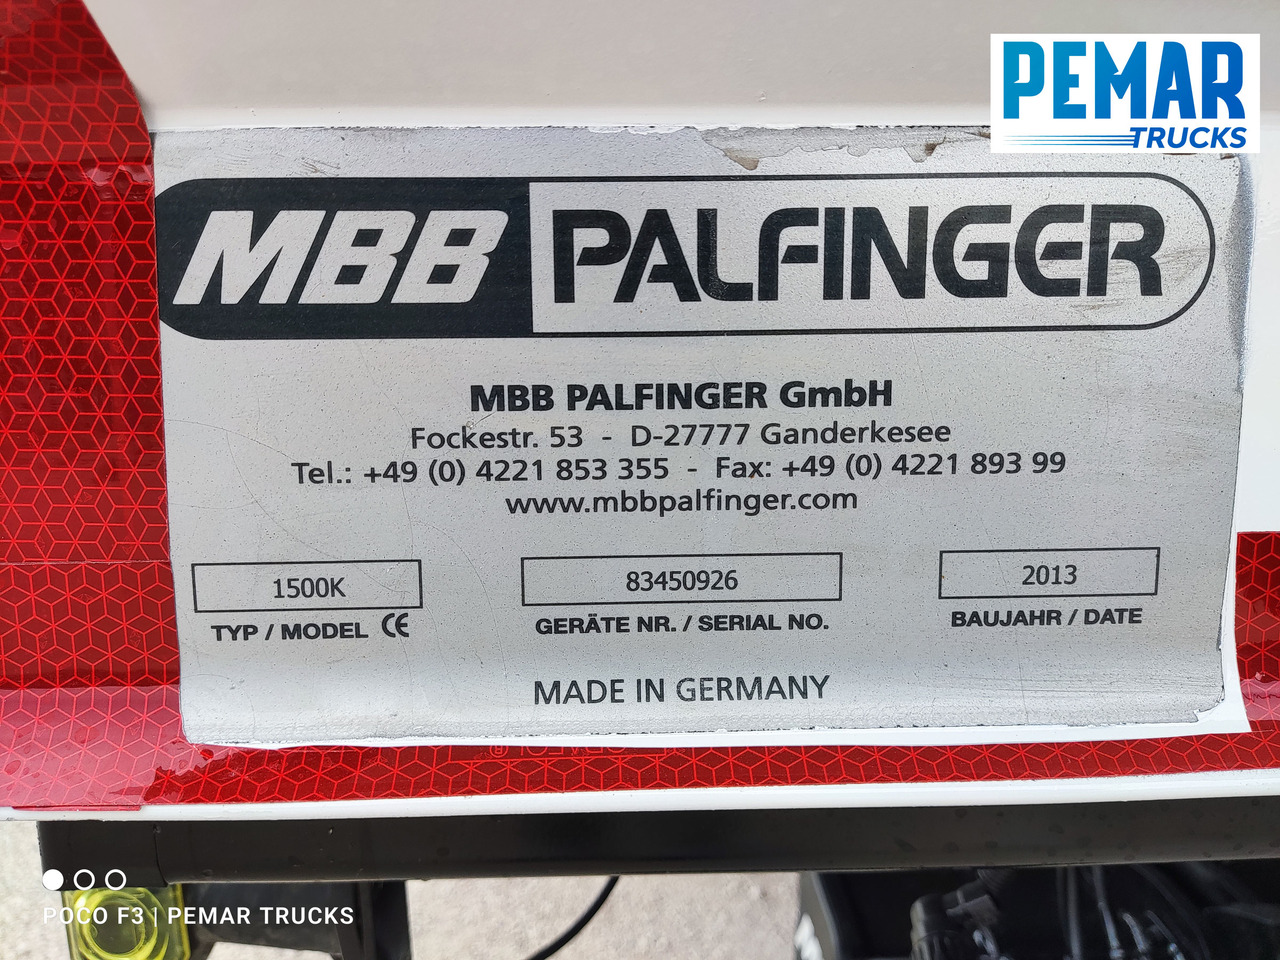 PEMAR
TRUCKS
MBB PALFINGER
MBB PALFINGER GmbH
Fockestr. 53 - D-27777 Ganderkesee
Tel.: +49 (0) 4221 853 355 - Fax: +49 (0) 4221 893 99
www.mbbpalfinger.com
1500K 83450926 2013
TYP / MODEL CE GERÄTE NR. / SERIAL NO. BAUJAHR / DATE
MADE IN GERMANY
POCO F3 | PEMAR TRUCKS